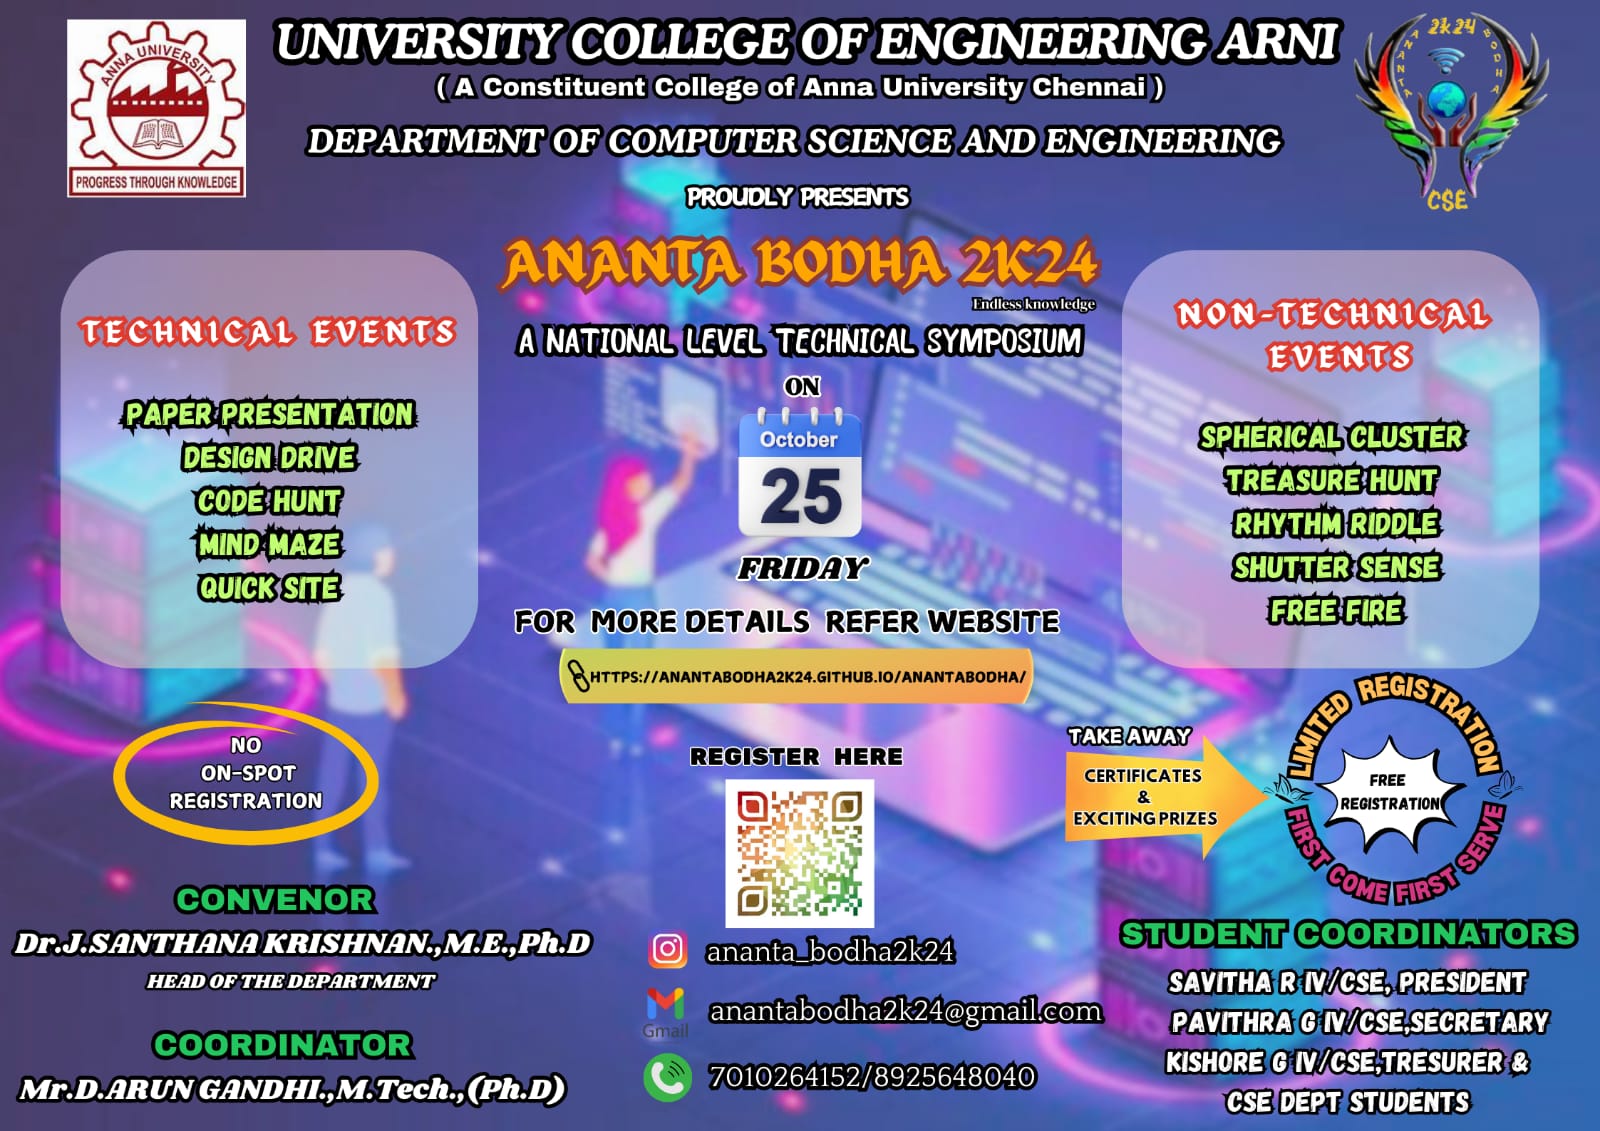 UNIVERSITY COLLEGE OF ENGINEERING ARNI
( A Constituent College of Anna University Chennai )
DEPARTMENT OF COMPUTER SCIENCE AND ENGINEERING
PROUDLY PRESENTS
ANNA UNIVERSITY
PROGRESS THROUGH KNOWLEDGE
2K24
ANANTA
BODHA
CSE
ANANTA BODHA 2K24
Endless knowledge
A NATIONAL LEVEL TECHNICAL SYMPOSIUM
ON
October
25
FRIDAY
FOR MORE DETAILS REFER WEBSITE
HTTPS://ANANTABODHA2K24.GITHUB.IO/ANANTABODHA/
TECHNICAL EVENTS
PAPER PRESENTATION
DESIGN DRIVE
CODE HUNT
MIND MAZE
QUICK SITE
NON-TECHNICAL
EVENTS
SPHERICAL CLUSTER
TREASURE HUNT
RHYTHM RIDDLE
SHUTTER SENSE
FREE FIRE
NO
ON-SPOT
REGISTRATION
REGISTER HERE
TAKE AWAY
CERTIFICATES
&
EXCITING PRIZES
LIMITED REGISTRATION
FREE
REGISTRATION
FIRST COME FIRST SERVE
CONVENOR
Dr.J.SANTHANA KRISHNAN.,M.E.,Ph.D
HEAD OF THE DEPARTMENT
COORDINATOR
Mr.D.ARUN GANDHI.,M.Tech.,(Ph.D)
ananta_bodha2k24
Gmail
anantabodha2k24@gmail.com
7010264152/8925648040
STUDENT COORDINATORS
SAVITHA R IV/CSE, PRESIDENT
PAVITHRA G IV/CSE,SECRETARY
KISHORE G IV/CSE,TRESURER &
CSE DEPT STUDENTS